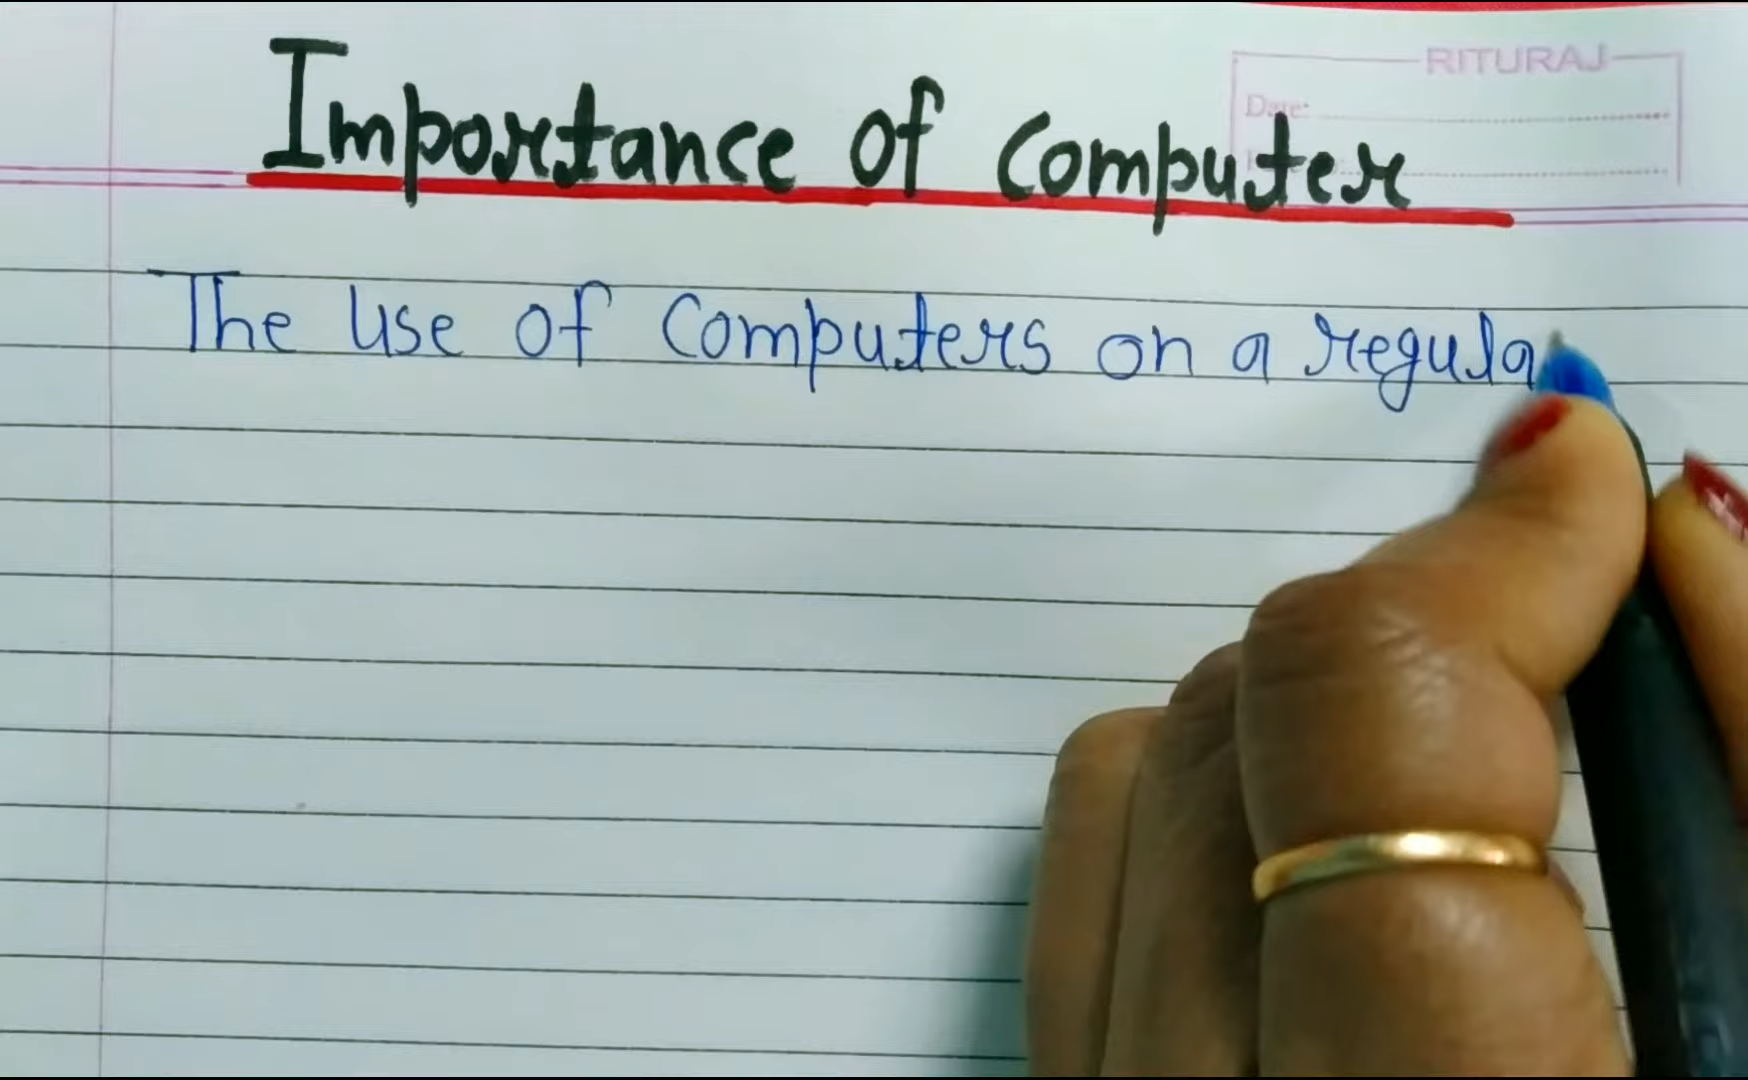 RITURAJ
Date:
Importance of Computer
The use of Computers on a regula